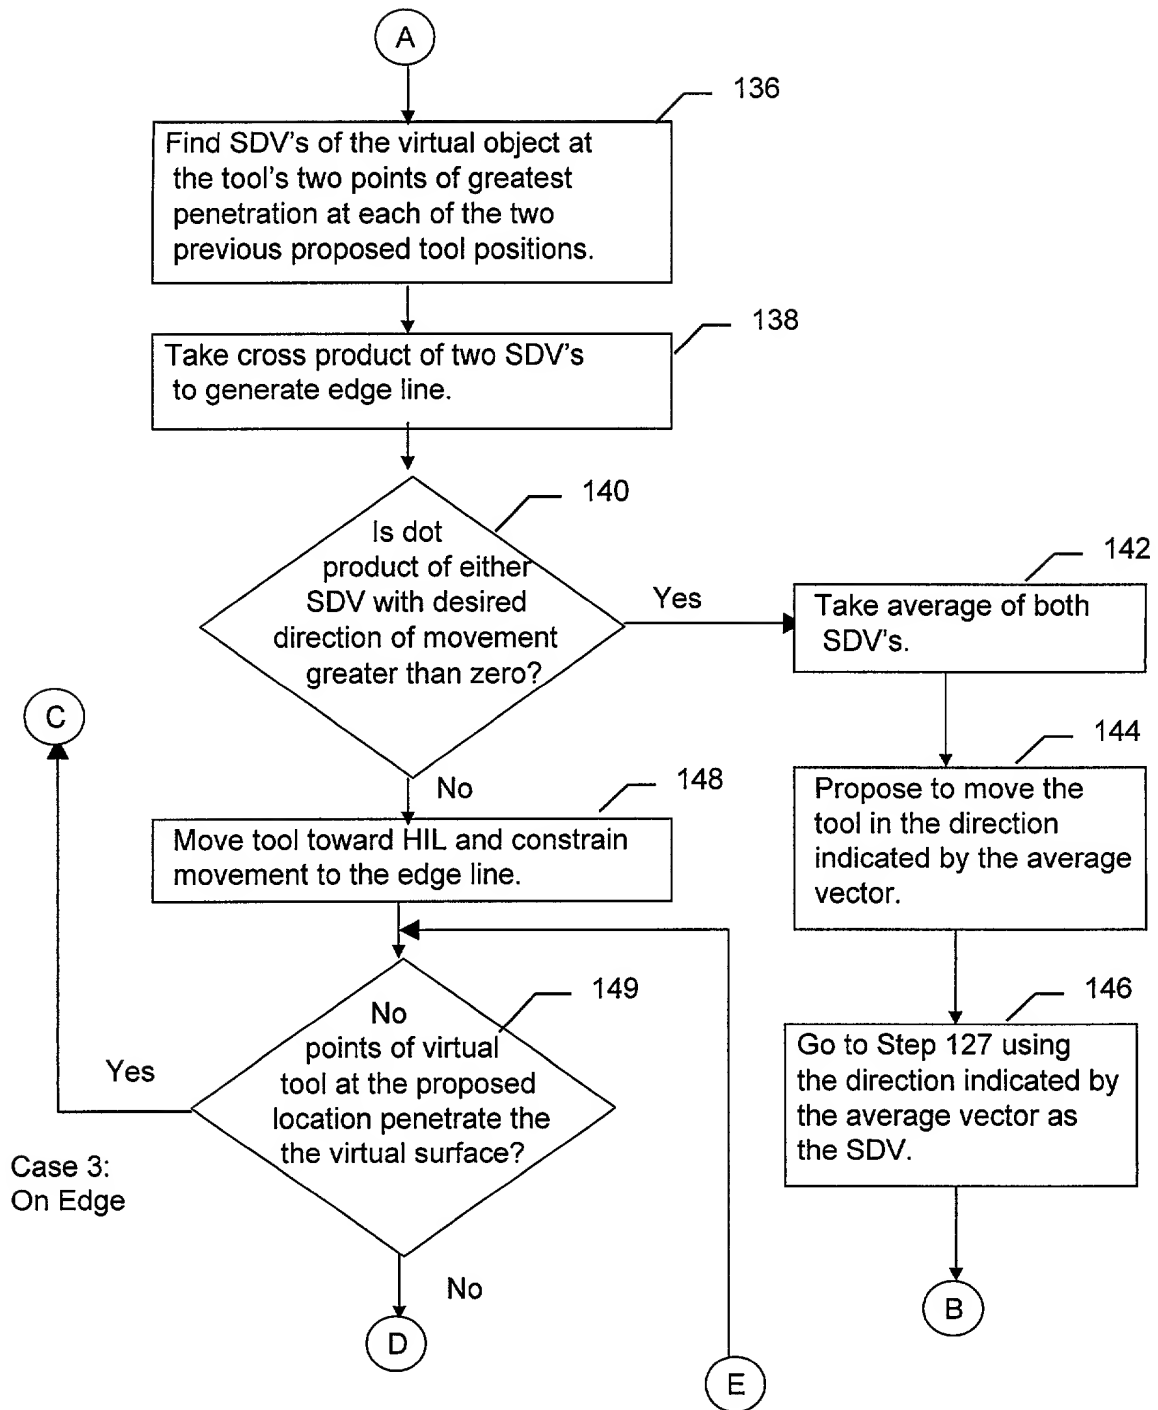 A
136
Find SDV's of the virtual object at
the tool's two points of greatest
penetration at each of the two
previous proposed tool positions.
138
Take cross product of two SDV's
to generate edge line.
140
Is dot
product of either
SDV with desired
direction of movement
greater than zero?
Yes
142
Take average of both
SDV's.
C
144
Propose to move the
tool in the direction
indicated by the average
vector.
No
148
Move tool toward HIL and constrain
movement to the edge line.
149
No
points of virtual
tool at the proposed
location penetrate the
the virtual surface?
Yes
146
Go to Step 127 using
the direction indicated by
the average vector as
the SDV.
Case 3:
On Edge
No
B
D
E